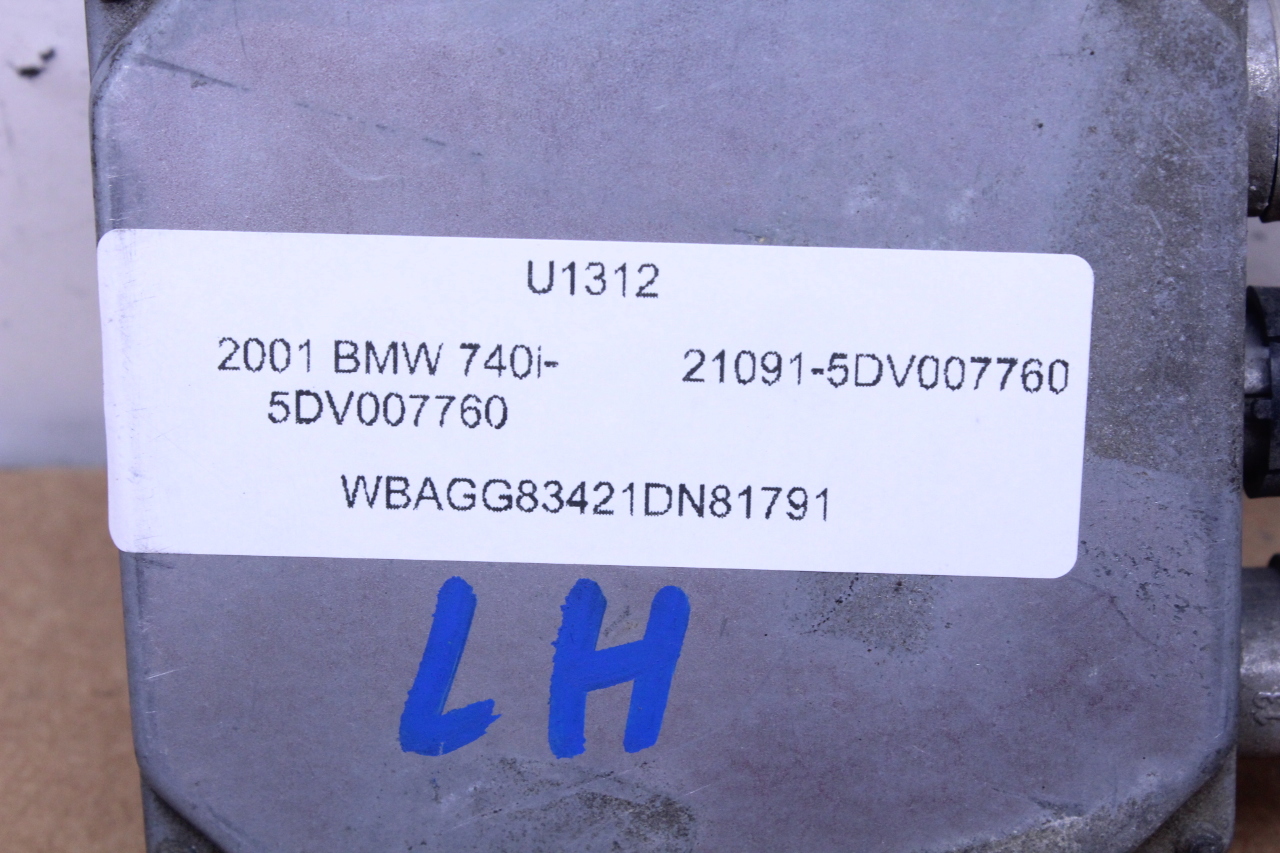 U1312
2001 BMW 740i-
5DV007760
21091-5DV007760
WBAGG83421DN81791
LH